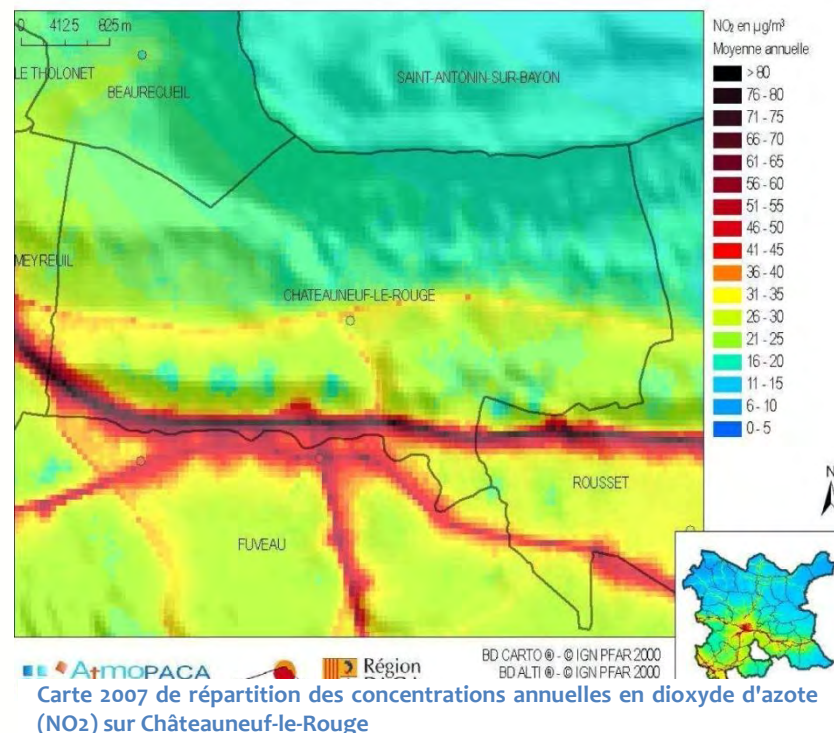 0 412.5 825 m
LE THOLONET
BEAURECUEIL
SAINT-ANTONIN-SUR-BAYON
MEYREUIL
CHATEAUNEUF-LE-ROUGE
ROUSSET
FUVEAU
NO₂ en µg/m³
Moyenne annuelle
> 80
76 - 80
71 - 75
66 - 70
61 - 65
56 - 60
51 - 55
46 - 50
41 - 45
36 - 40
31 - 35
26 - 30
21 - 25
16 - 20
11 - 15
6 - 10
0 - 5
N
AtmoPACA
Région
BD CARTO ® - © IGN PFAR 2000
BD ALTI ® - © IGN PFAR 2000
Carte 2007 de répartition des concentrations annuelles en dioxyde d'azote
(NO2) sur Châteauneuf-le-Rouge